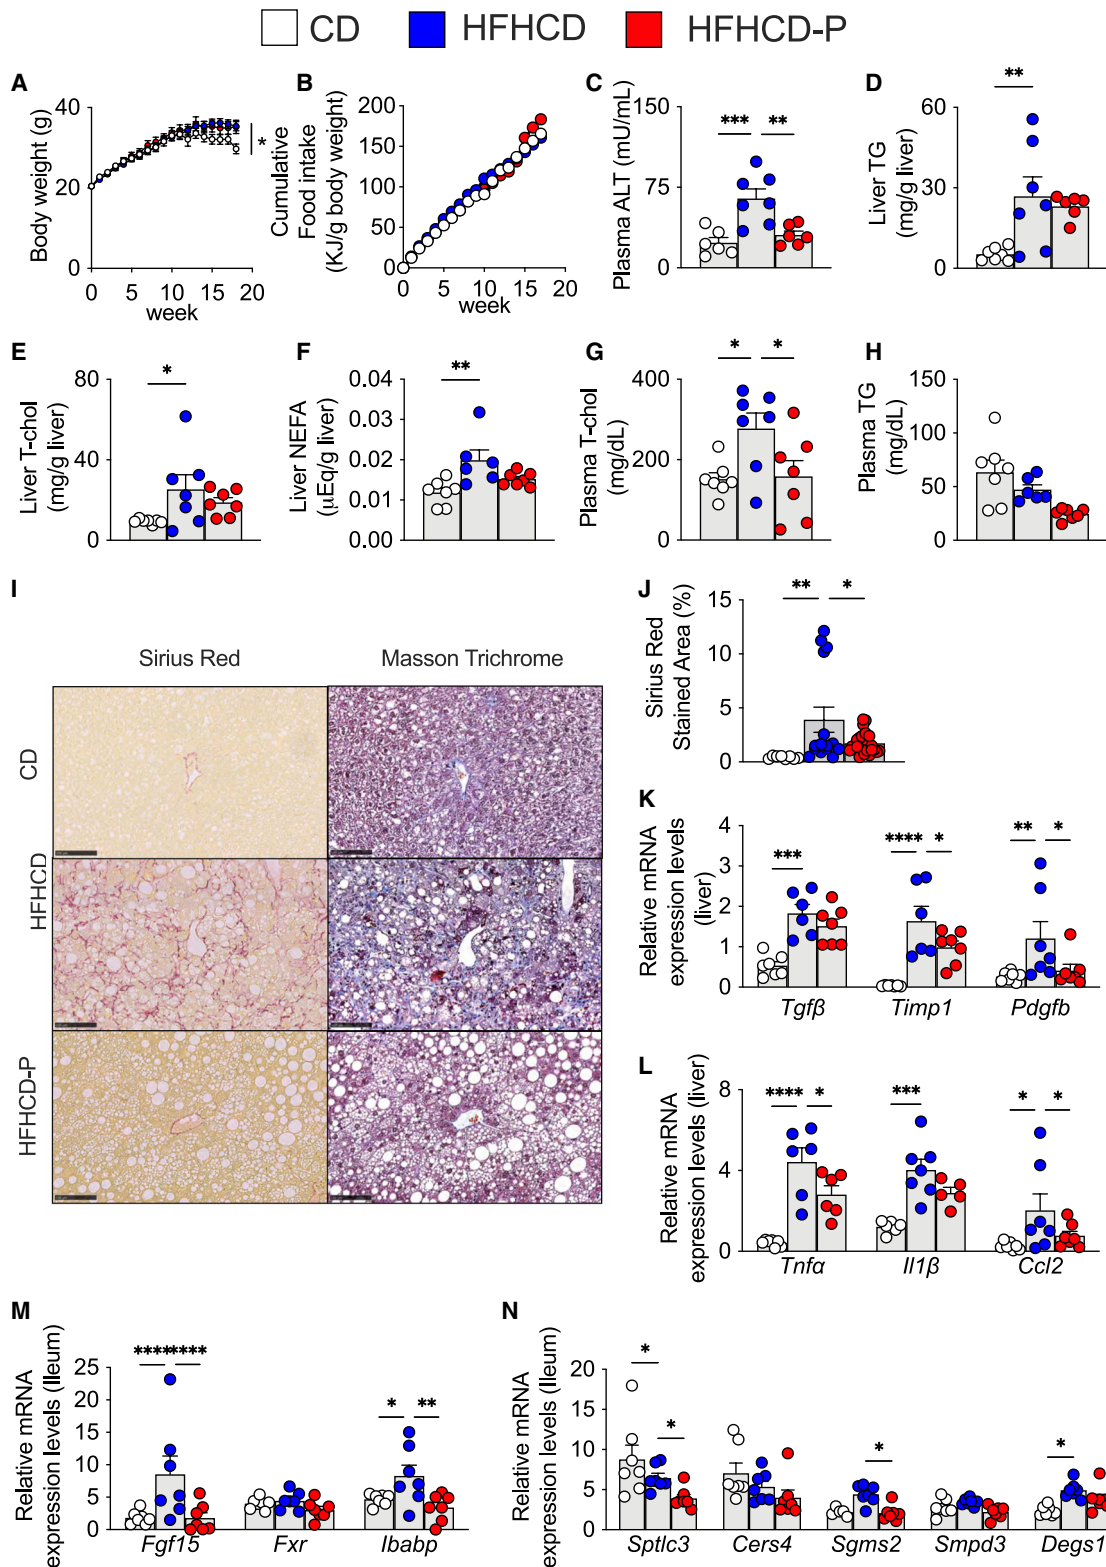 CD HFHCD HFHCD-P
A
Body weight (g)
40
20
0
0 5 10 15 20
week
*
B
Cumulative
Food intake
(KJ/g body weight)
200
150
100
50
0
0 5 10 15 20
week
C
Plasma ALT (mU/mL)
150
75
0
*** **
D
Liver TG
(mg/g liver)
60
30
0
**
E
Liver T-chol
(mg/g liver)
80
40
0
*
F
Liver NEFA
(µEq/g liver)
0.04
0.03
0.02
0.01
0.00
**
G
Plasma T-chol
(mg/dL)
400
200
0
* *
H
Plasma TG
(mg/dL)
150
100
50
0
I
Sirius Red Masson Trichrome
CD
HFHCD
HFHCD-P
J
Sirius Red
Stained Area (%)
15
10
5
0
** *
K
Relative mRNA
expression levels
(liver)
4
3
2
1
0
*** **** * ** *
Tgfβ Timp1 Pdgfb
L
Relative mRNA
expression levels (liver)
8
4
0
**** * *** * *
Tnfα Il1β Ccl2
M
Relative mRNA
expression levels (Ileum)
25
20
15
10
5
0
**** **** * **
Fgf15 Fxr Ibabp
N
Relative mRNA
expression levels (Ileum)
20
15
10
5
0
* * * *
Sptlc3 Cers4 Sgms2 Smpd3 Degs1